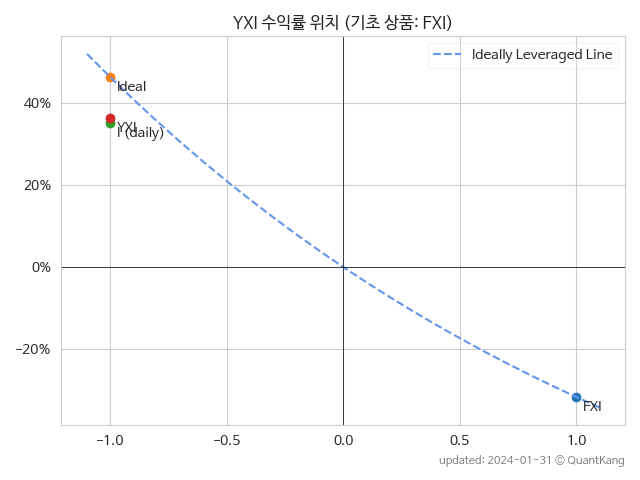 YXI 수익률 위치 (기초 상품: FXI)
Ideally Leveraged Line
Ideal
YXI
I (daily)
FXI
40%
20%
0%
−20%
−1.0
−0.5
0.0
0.5
1.0
updated: 2024-01-31 © QuantKang